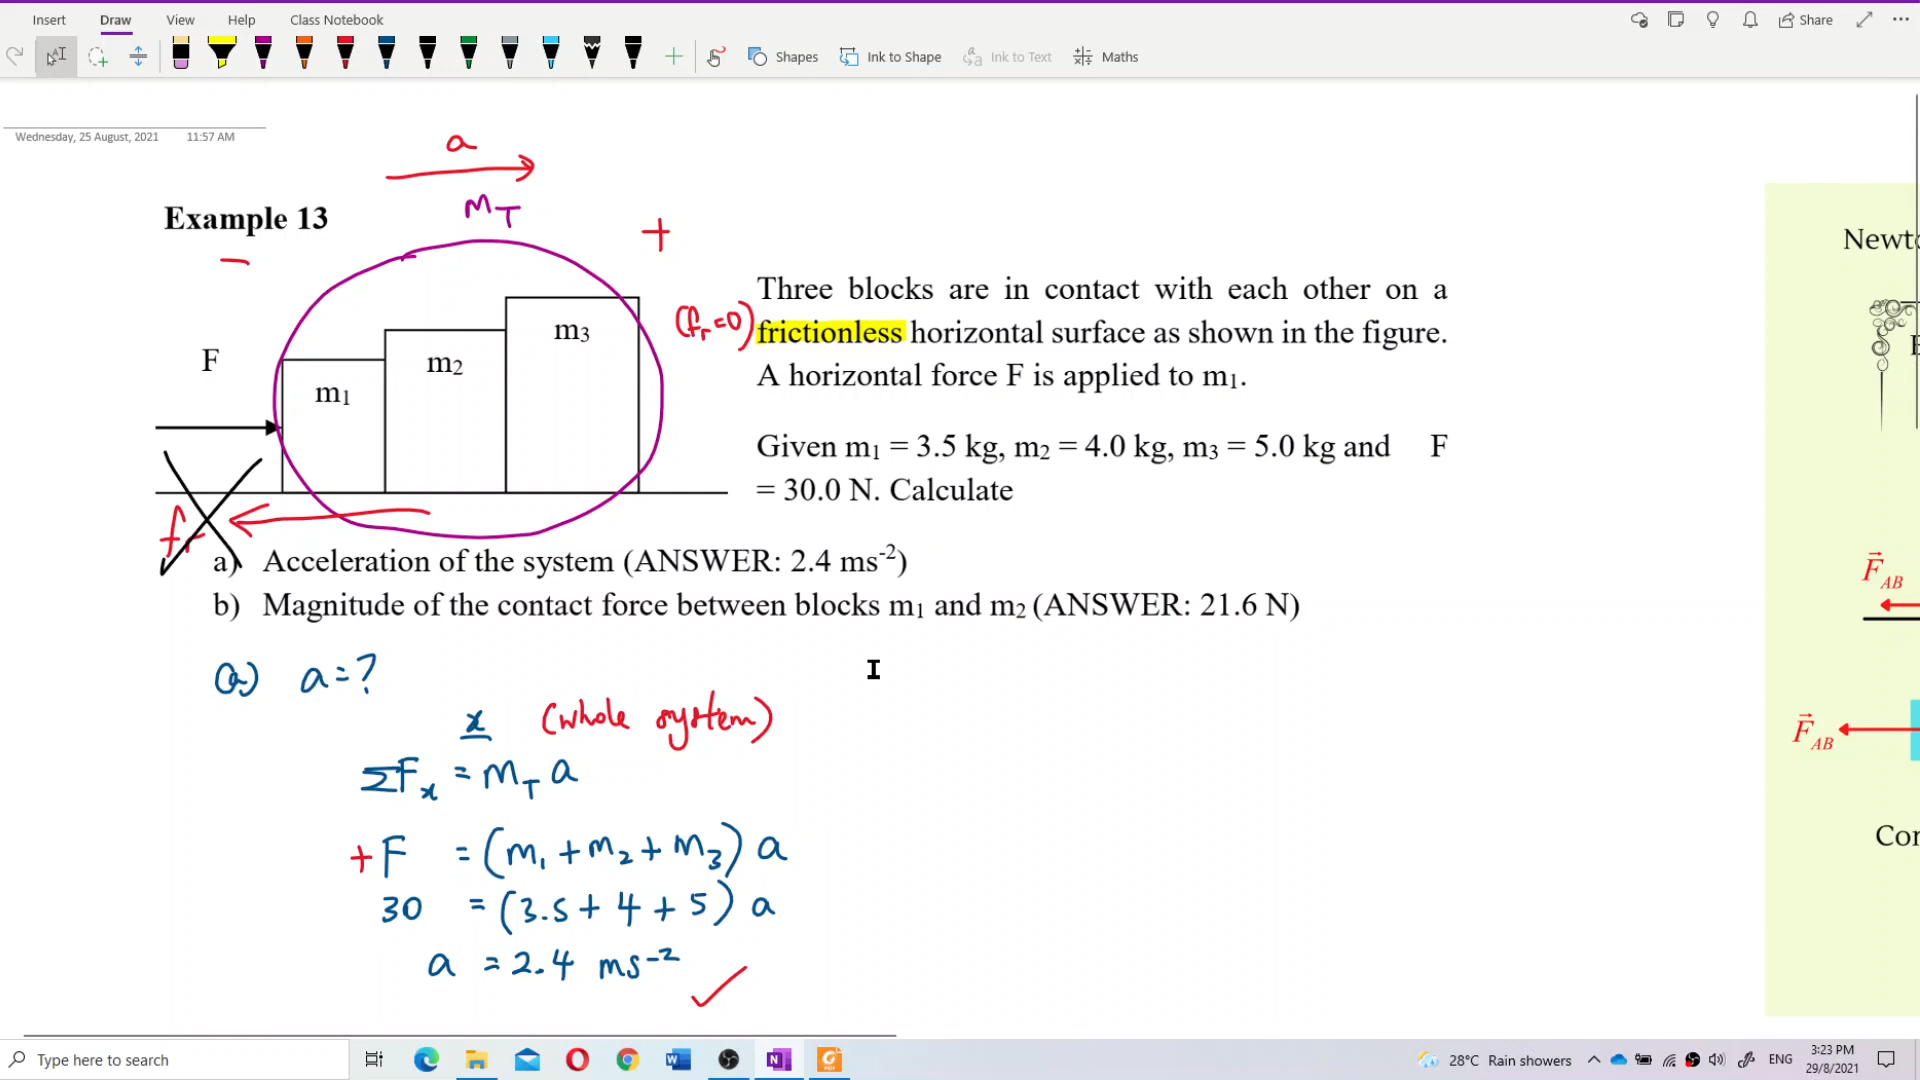 Insert Draw View Help Class Notebook Share
Shapes Ink to Shape Ink to Text Maths
Wednesday, 25 August, 2021 11:57 AM
a
mT
Example 13
−
+
Newt
F
m1
m2
m3
(fr=0)
Three blocks are in contact with each other on a
frictionless horizontal surface as shown in the figure.
A horizontal force F is applied to m1.
Given m1 = 3.5 kg, m2 = 4.0 kg, m3 = 5.0 kg and F
= 30.0 N. Calculate
fr
a) Acceleration of the system (ANSWER: 2.4 ms-2)
b) Magnitude of the contact force between blocks m1 and m2 (ANSWER: 21.6 N)
FAB
(a) a=?
x (whole system)
ΣFx = mT a
FAB
+F = (m1 + m2 + m3) a
Cor
30 = (3.5 + 4 + 5) a
a = 2.4 ms-2
Type here to search
28°C Rain showers
ENG
3:23 PM
29/8/2021